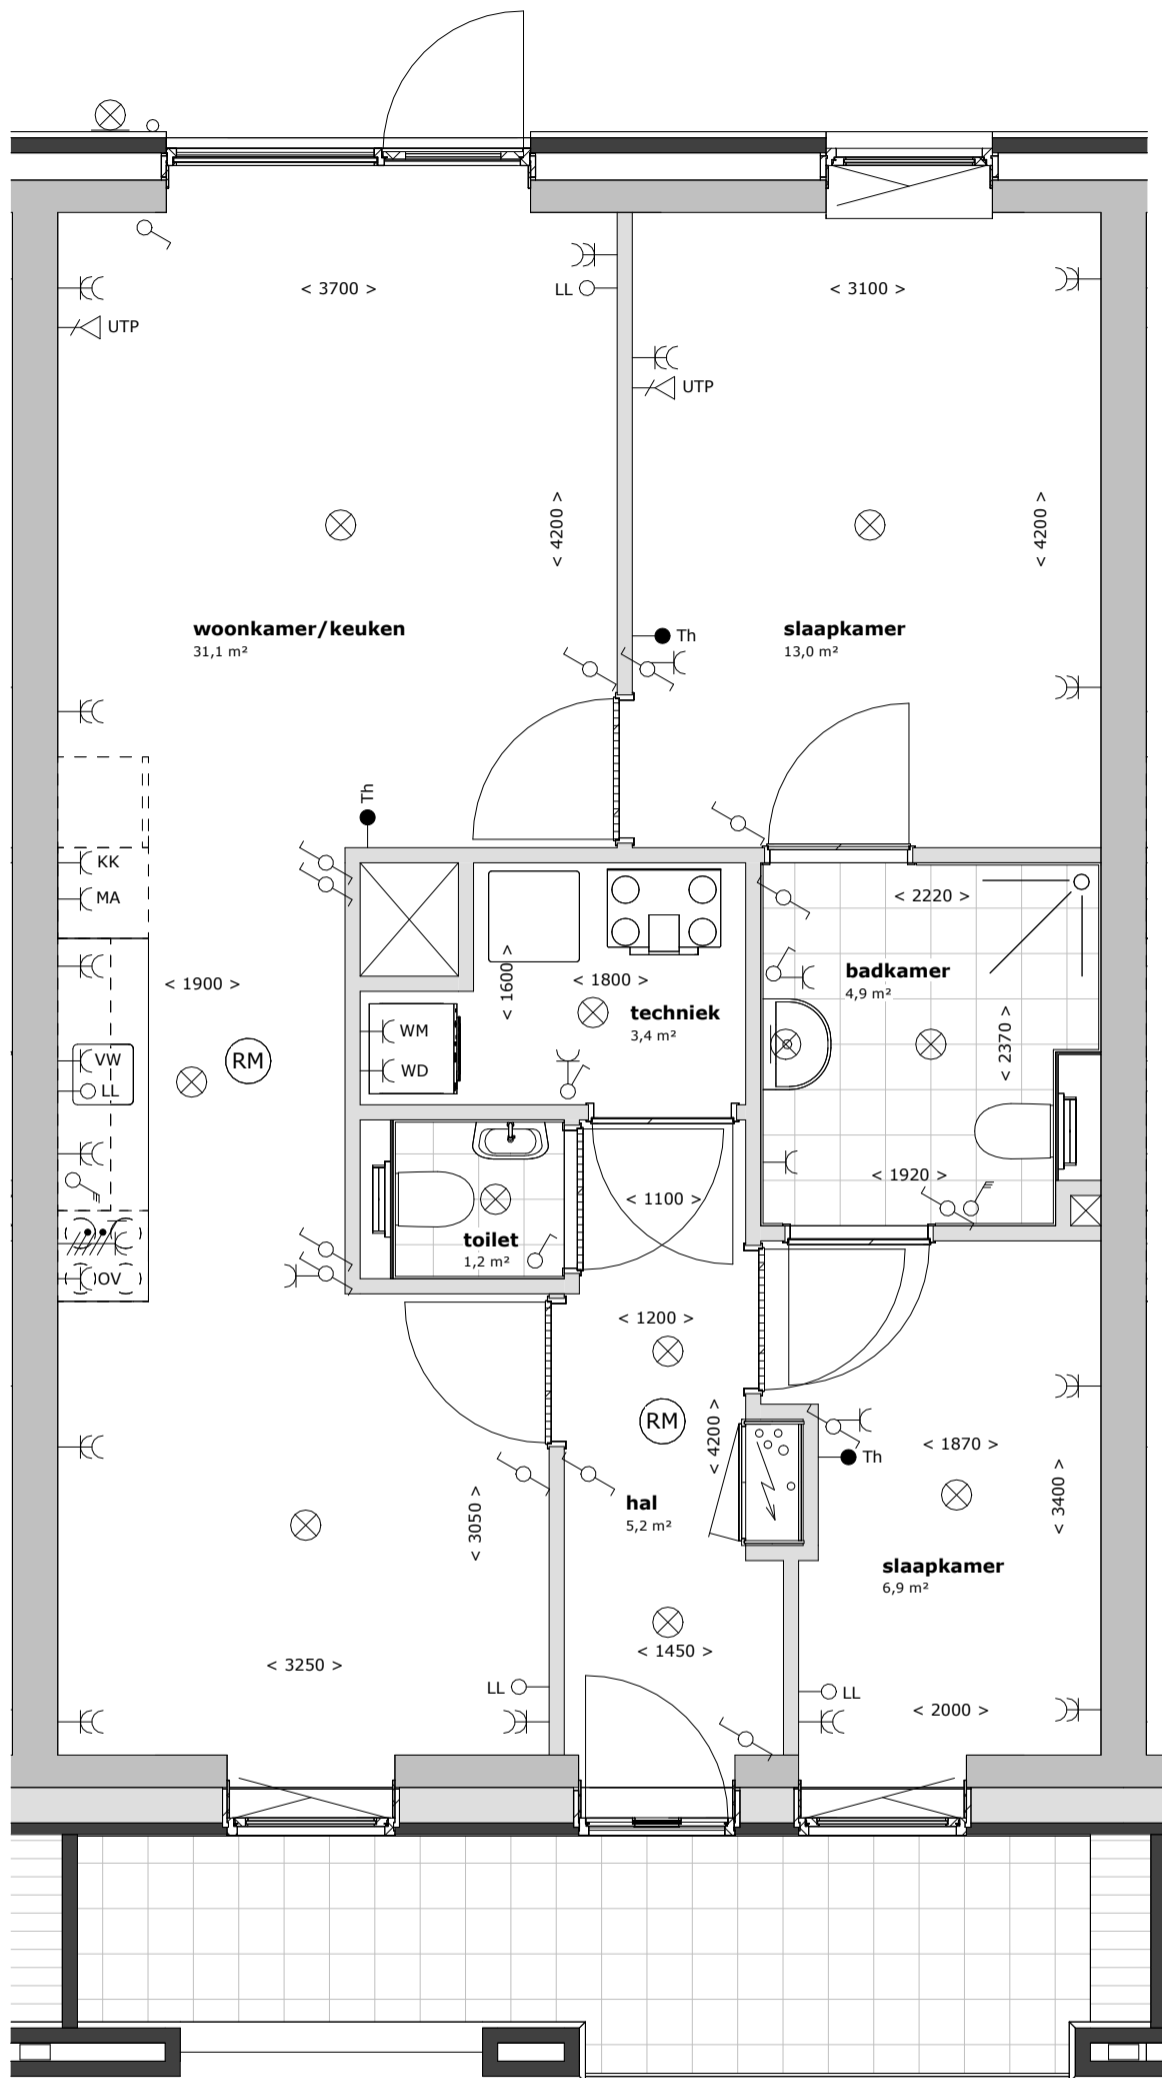 < 3700 >
LL
< 3100 >
UTP
UTP
< 4200 >
< 4200 >
woonkamer/keuken
31,1 m²
slaapkamer
13,0 m²
Th
Th
KK
MA
< 2220 >
< 1900 >
< 1600 >
< 1800 >
badkamer
4,9 m²
techniek
3,4 m²
WM
WD
VW
LL
RM
< 2370 >
< 1920 >
< 1100 >
toilet
1,2 m²
OV
< 1200 >
RM
< 4200 >
< 1870 >
Th
< 3400 >
hal
5,2 m²
< 3050 >
slaapkamer
6,9 m²
< 1450 >
< 3250 >
LL
LL
< 2000 >